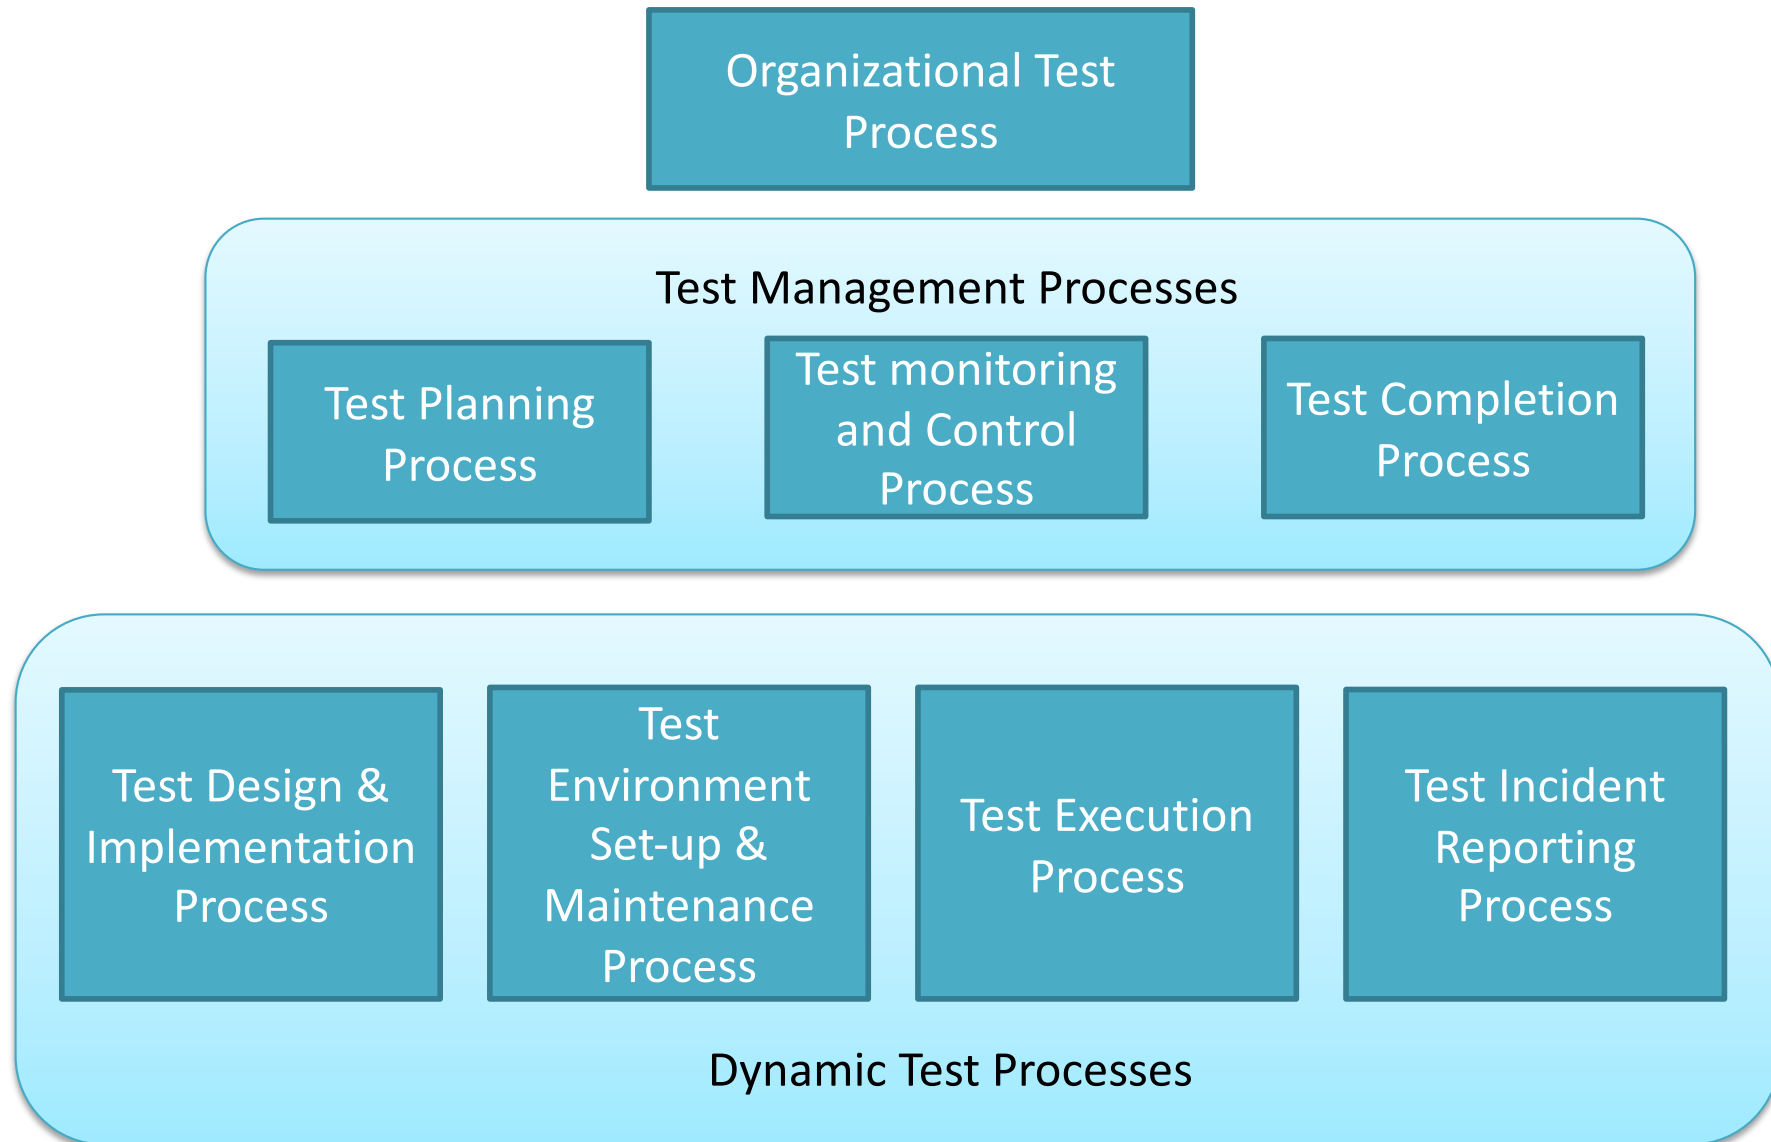 Organizational Test
Process
Test Management Processes
Test Planning
Process
Test monitoring
and Control
Process
Test Completion
Process
Test Design &
Implementation
Process
Test
Environment
Set-up &
Maintenance
Process
Test Execution
Process
Test Incident
Reporting
Process
Dynamic Test Processes